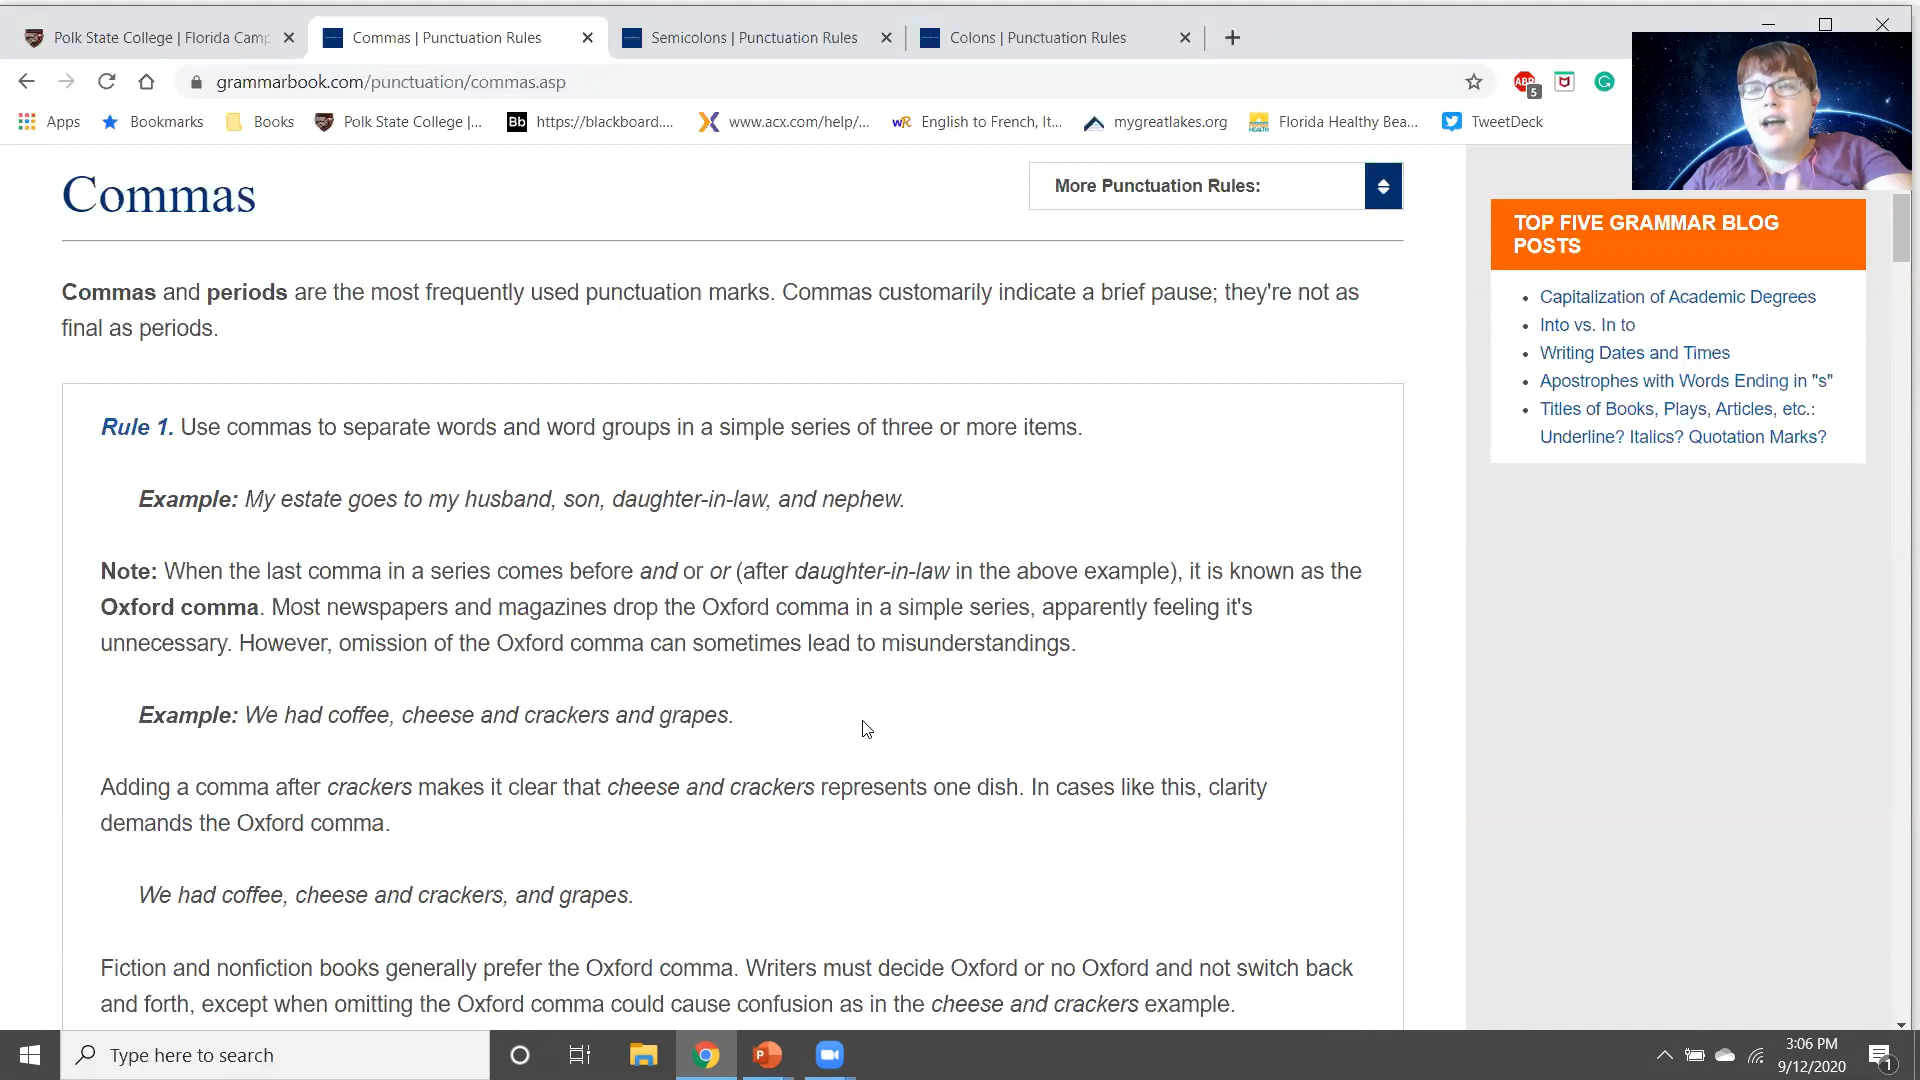 Polk State College | Florida Camp
Commas | Punctuation Rules
Semicolons | Punctuation Rules
Colons | Punctuation Rules
grammarbook.com/punctuation/commas.asp
ABP
5
Apps
Bookmarks
Books
Polk State College |...
Bb
https://blackboard....
www.acx.com/help/...
WR
English to French, It...
mygreatlakes.org
HEALTH
Florida Healthy Bea...
TweetDeck
Commas
More Punctuation Rules:
Commas and periods are the most frequently used punctuation marks. Commas customarily indicate a brief pause; they're not as
final as periods.
Rule 1. Use commas to separate words and word groups in a simple series of three or more items.
Example: My estate goes to my husband, son, daughter-in-law, and nephew.
Note: When the last comma in a series comes before and or or (after daughter-in-law in the above example), it is known as the
Oxford comma. Most newspapers and magazines drop the Oxford comma in a simple series, apparently feeling it's
unnecessary. However, omission of the Oxford comma can sometimes lead to misunderstandings.
Example: We had coffee, cheese and crackers and grapes.
Adding a comma after crackers makes it clear that cheese and crackers represents one dish. In cases like this, clarity
demands the Oxford comma.
We had coffee, cheese and crackers, and grapes.
Fiction and nonfiction books generally prefer the Oxford comma. Writers must decide Oxford or no Oxford and not switch back
and forth, except when omitting the Oxford comma could cause confusion as in the cheese and crackers example.
TOP FIVE GRAMMAR BLOG
POSTS
Capitalization of Academic Degrees
Into vs. In to
Writing Dates and Times
Apostrophes with Words Ending in "s"
Titles of Books, Plays, Articles, etc.:
Underline? Italics? Quotation Marks?
Type here to search
3:06 PM
9/12/2020
1